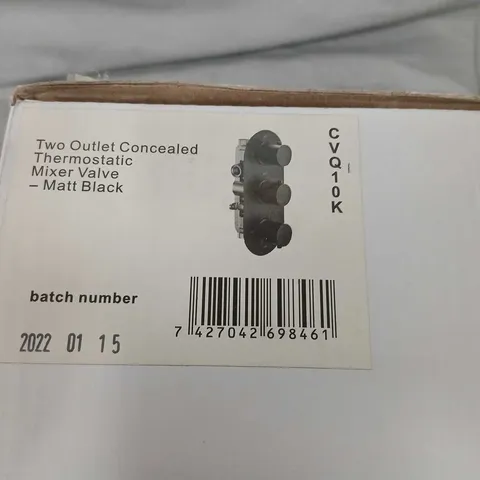 Two Outlet Concealed
Thermostatic
Mixer Valve
– Matt Black
CVQ10K
batch number
2022 01 15
7 427042 698461